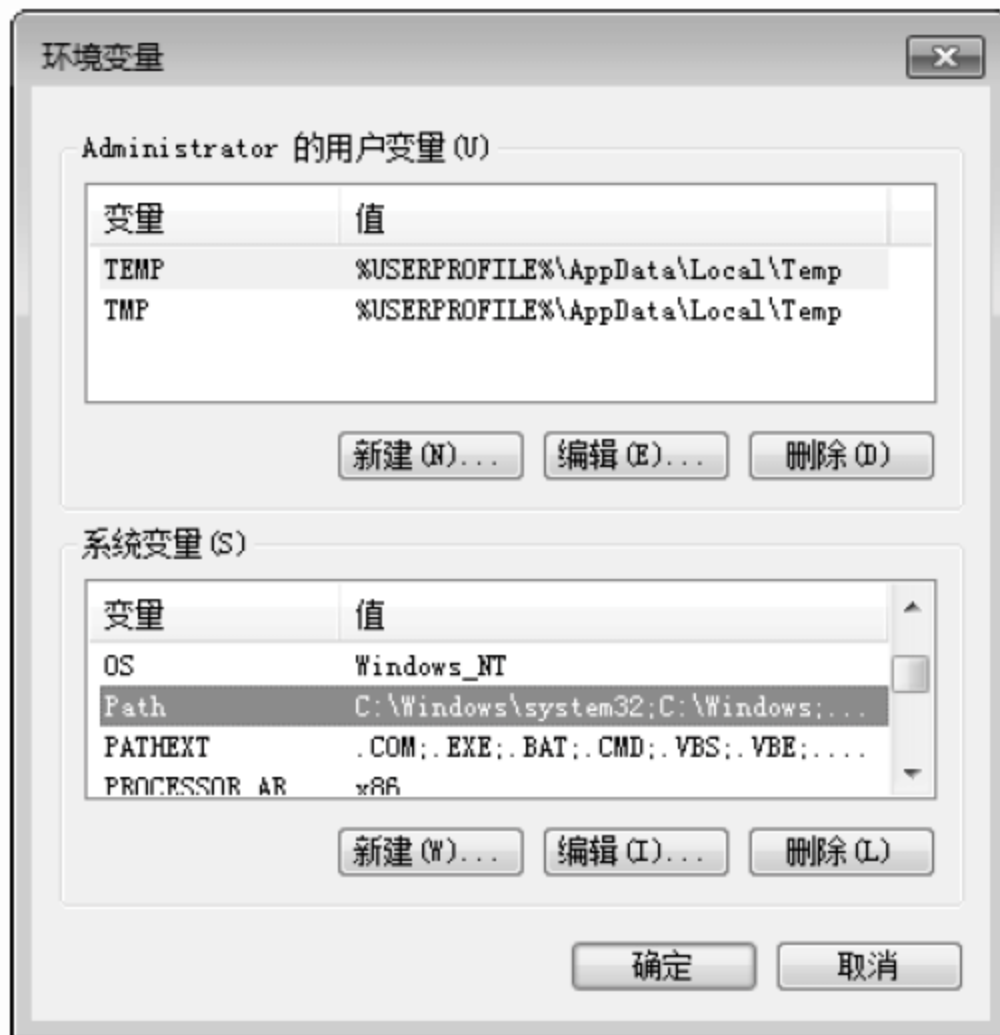 环境变量
Administrator 的用户变量(U)
变量 值
TEMP %USERPROFILE%\AppData\Local\Temp
TMP %USERPROFILE%\AppData\Local\Temp
新建(N)... 编辑(E)... 删除(D)
系统变量(S)
变量 值
OS Windows_NT
Path C:\Windows\system32;C:\Windows;...
PATHEXT .COM;.EXE;.BAT;.CMD;.VBS;.VBE;....
PROCESSOR_AR x86
新建(W)... 编辑(I)... 删除(L)
确定 取消